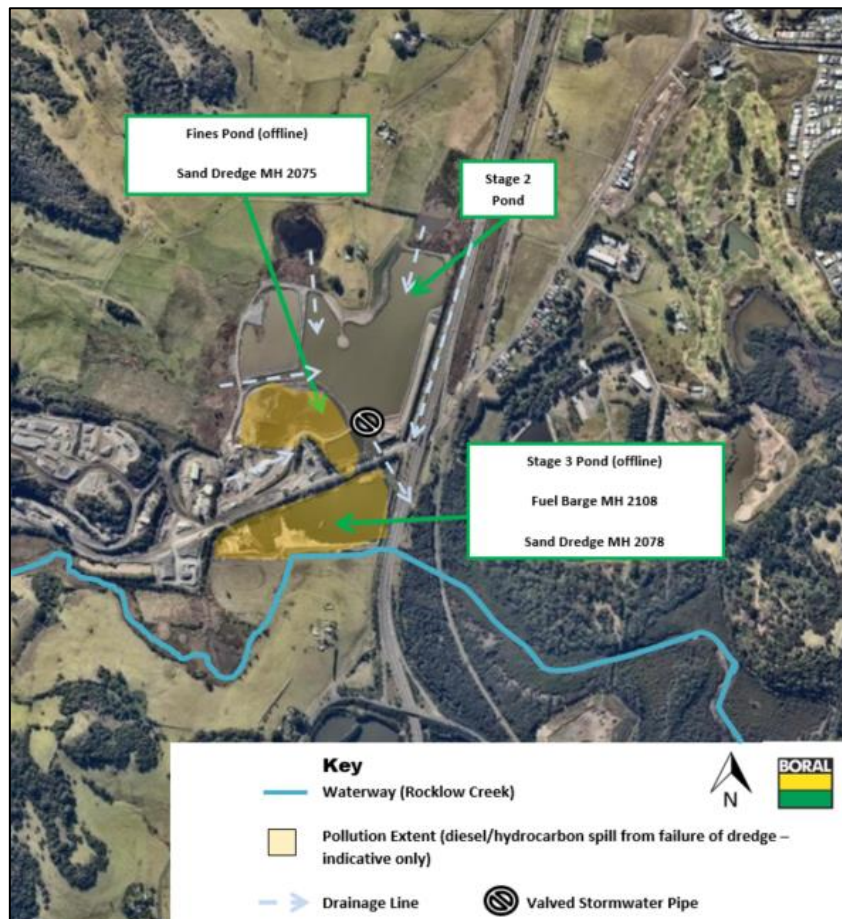 Fines Pond (offline)
Sand Dredge MH 2075
Stage 2
Pond
Stage 3 Pond (offline)
Fuel Barge MH 2108
Sand Dredge MH 2078
Key
Waterway (Rocklow Creek)
N
BORAL
Pollution Extent (diesel/hydrocarbon spill from failure of dredge –
indicative only)
Drainage Line
Valved Stormwater Pipe